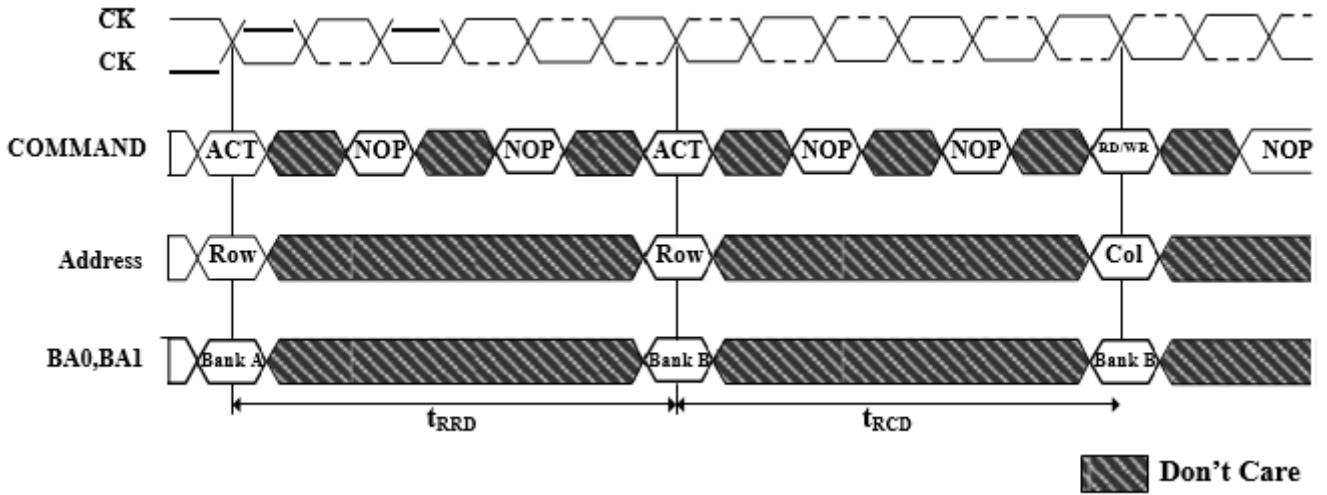 C̅K̅
CK
COMMAND ACT NOP NOP ACT NOP NOP RD/WR NOP
Address Row Row Col
BA0,BA1 Bank A Bank B Bank B
tRRD tRCD
Don't Care